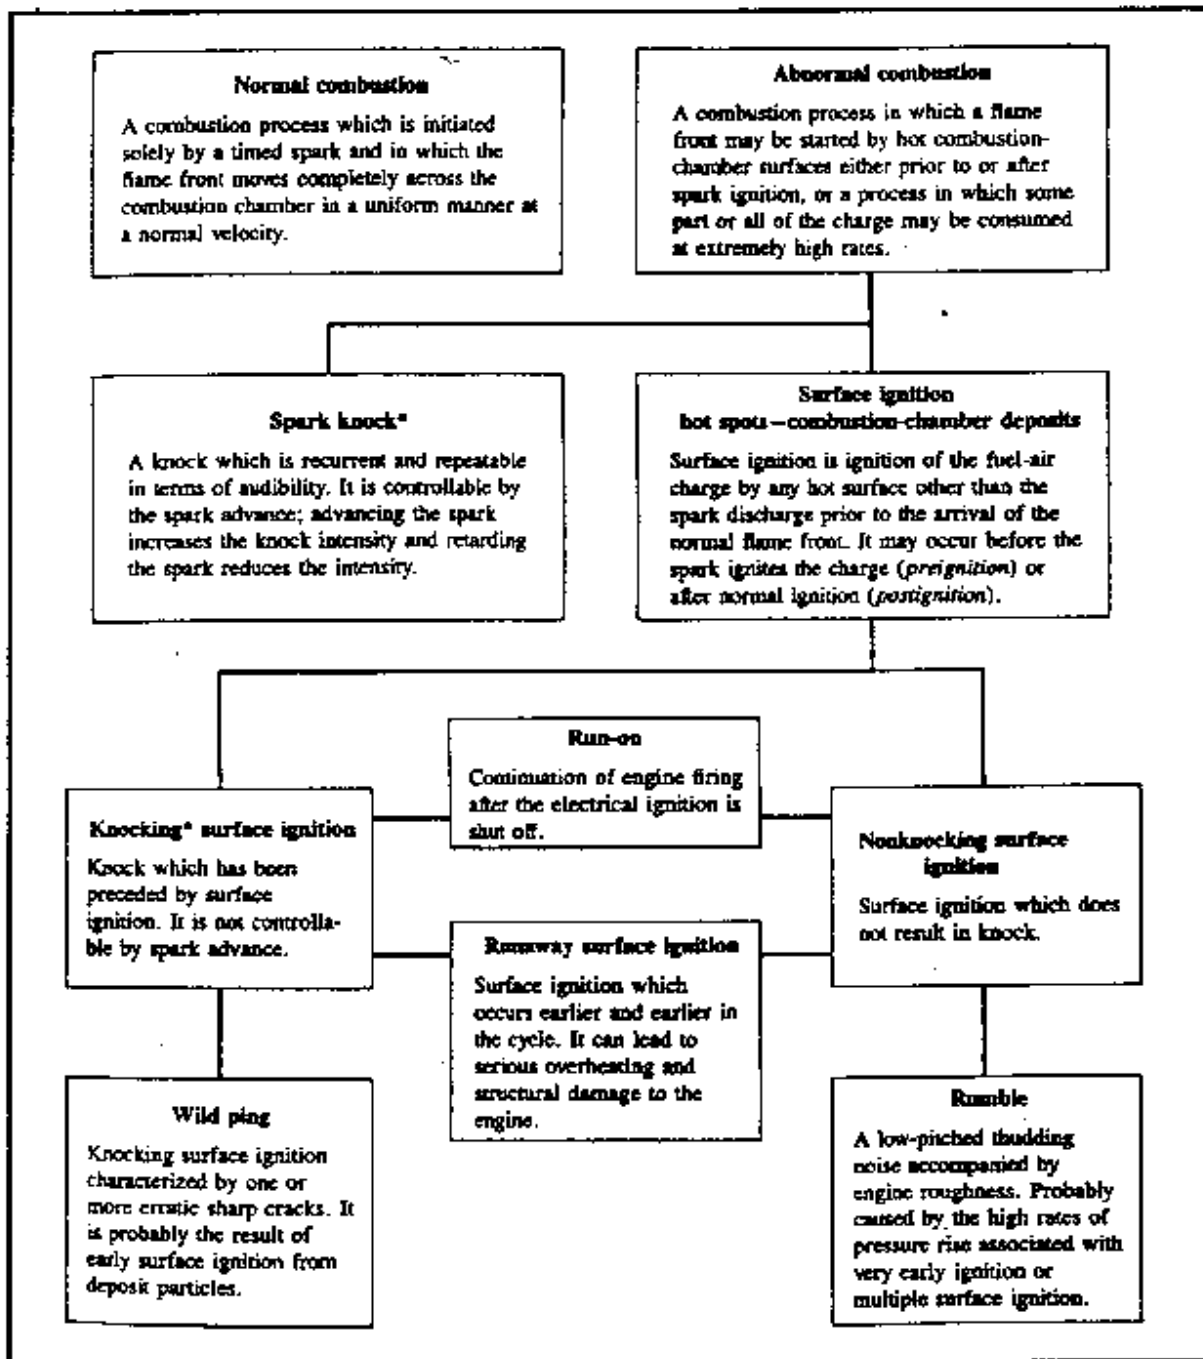 Normal combustion
A combustion process which is initiated
solely by a timed spark and in which the
flame front moves completely across the
combustion chamber in a uniform manner at
a normal velocity.
Abnormal combustion
A combustion process in which a flame
front may be started by hot combustion-
chamber surfaces either prior to or after
spark ignition, or a process in which some
part or all of the charge may be consumed
at extremely high rates.
Spark knock*
A knock which is recurrent and repeatable
in terms of audibility. It is controllable by
the spark advance; advancing the spark
increases the knock intensity and retarding
the spark reduces the intensity.
Surface ignition
hot spots–combustion-chamber deposits
Surface ignition is ignition of the fuel-air
charge by any hot surface other than the
spark discharge prior to the arrival of the
normal flame front. It may occur before the
spark ignites the charge (preignition) or
after normal ignition (postignition).
Run-on
Continuation of engine firing
after the electrical ignition is
shut off.
Knocking* surface ignition
Knock which has been
preceded by surface
ignition. It is not controlla-
ble by spark advance.
Nonknocking surface
ignition
Surface ignition which does
not result in knock.
Runaway surface ignition
Surface ignition which
occurs earlier and earlier in
the cycle. It can lead to
serious overheating and
structural damage to the
engine.
Wild ping
Knocking surface ignition
characterized by one or
more erratic sharp cracks. It
is probably the result of
early surface ignition from
deposit particles.
Rumble
A low-pitched thudding
noise accompanied by
engine roughness. Probably
caused by the high rates of
pressure rise associated with
very early ignition or
multiple surface ignition.